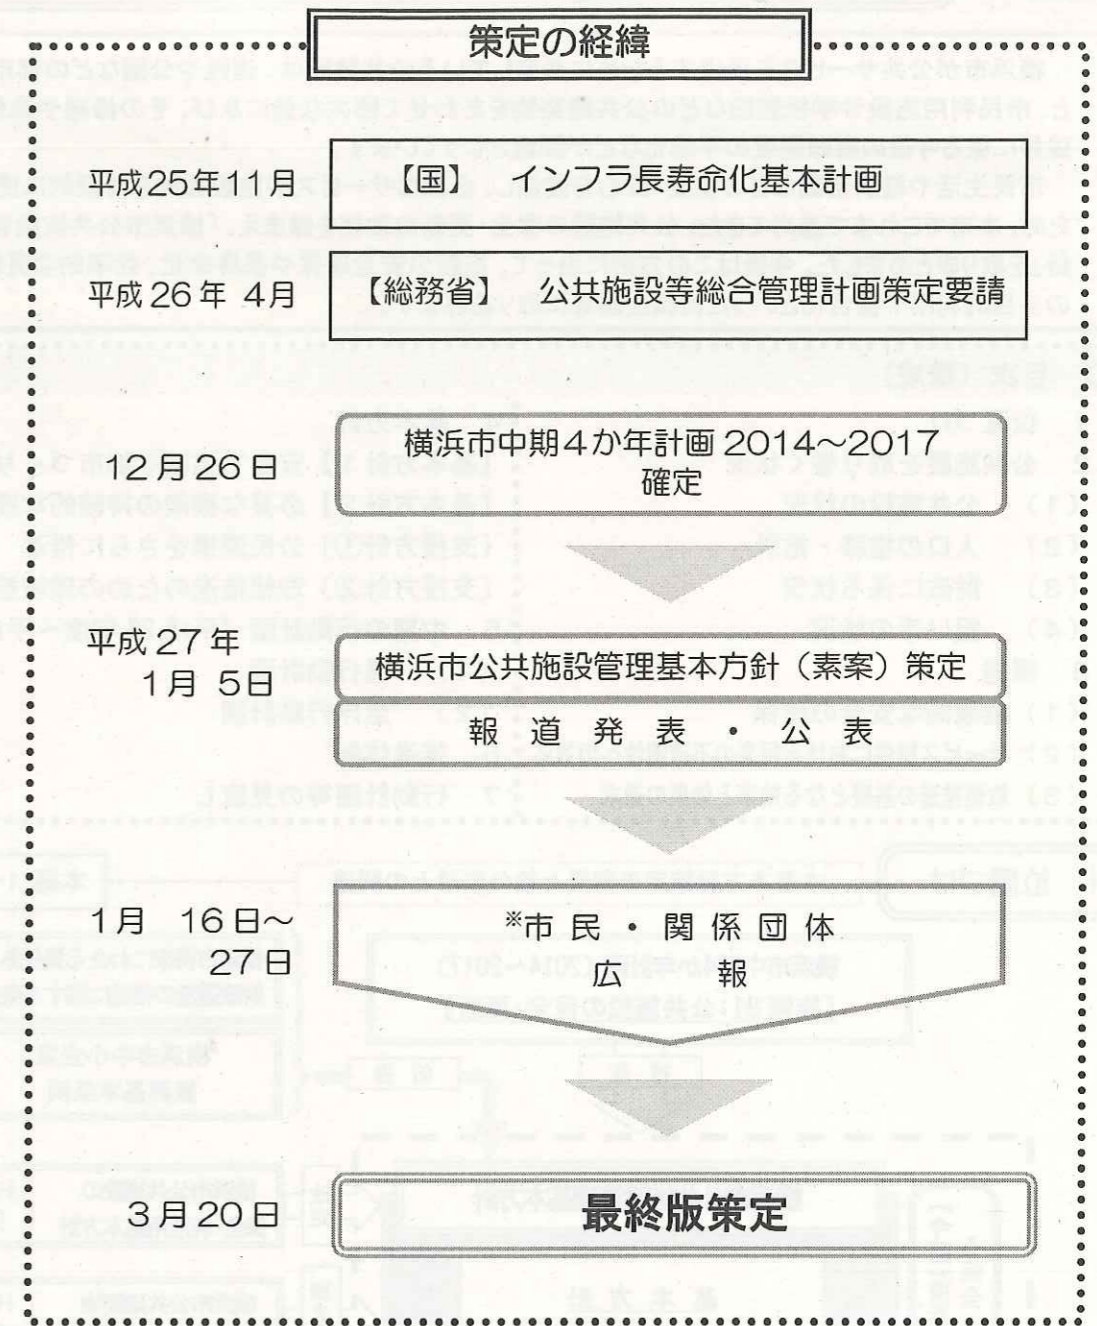 策定の経緯
平成25年11月
【国】 インフラ長寿命化基本計画
平成26年 4月
【総務省】 公共施設等総合管理計画策定要請
12月26日
横浜市中期4か年計画 2014～2017
確定
平成27年
1月 5日
横浜市公共施設管理基本方針（素案）策定
報 道 発 表 ・ 公 表
1月 16日～
27日
※市 民 ・ 関 係 団 体
広 報
3月20日
最終版策定